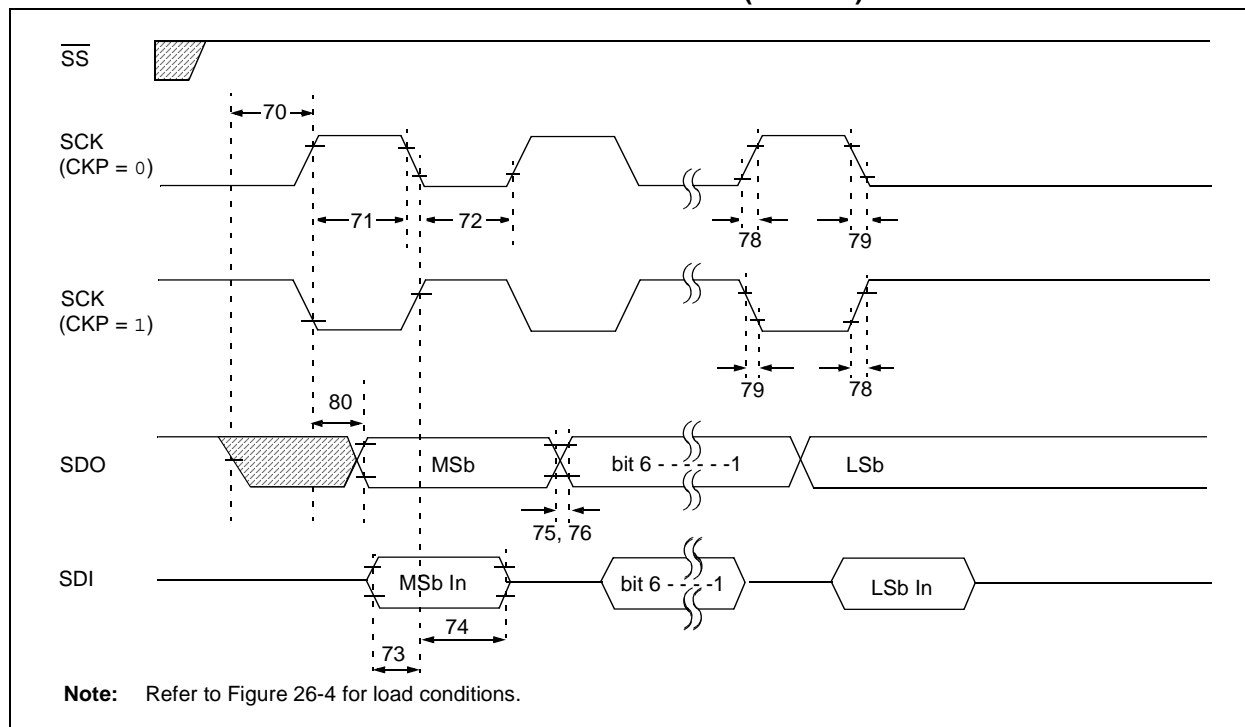 SS
70
SCK
(CKP = 0)
71
72
78
79
SCK
(CKP = 1)
79
78
80
SDO
MSb
bit 6 - - - - - -1
LSb
75, 76
SDI
MSb In
bit 6 - - - - -1
LSb In
74
73
Note: Refer to Figure 26-4 for load conditions.